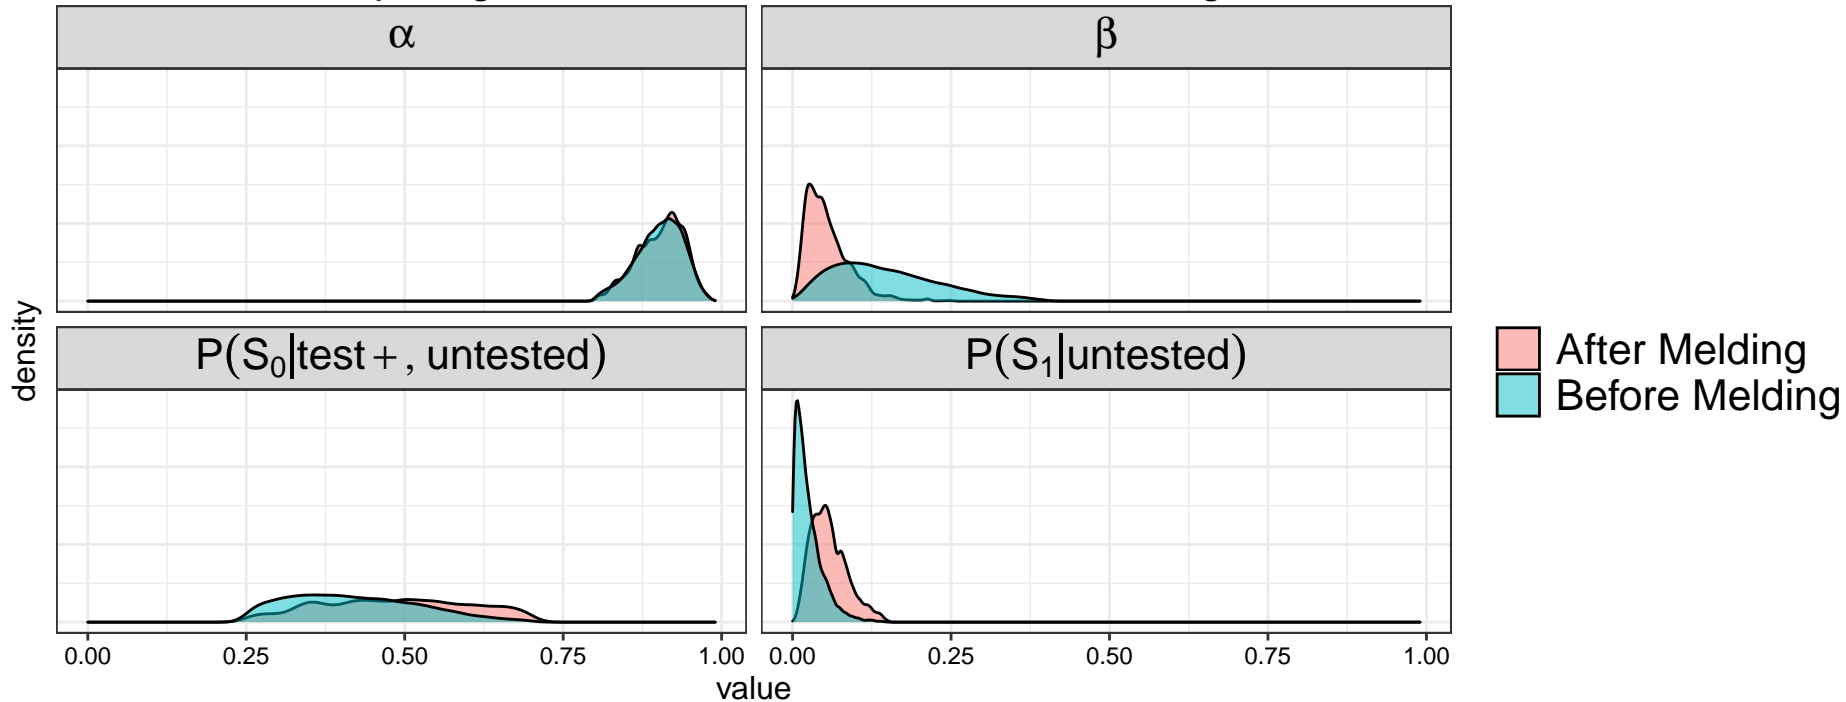 α
β
density
P(S₀|test +, untested)
P(S₁|untested)
After Melding
Before Melding
0.00 0.25 0.50 0.75 1.00 0.00 0.25 0.50 0.75 1.00
value